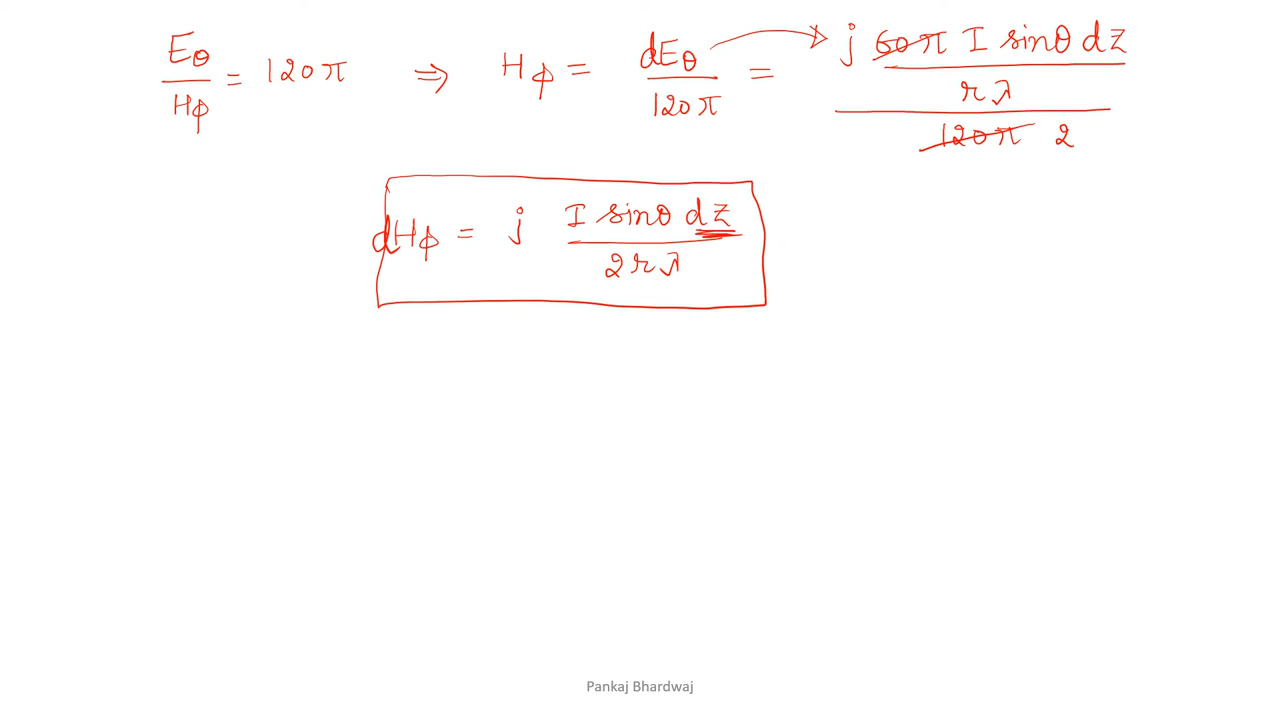 Eθ/Hφ = 120π ⇒ Hφ = dEθ/120π = (j 60π I sinθ dz / rλ) / 120π 2
dHφ = j I sinθ dz / 2rλ
Pankaj Bhardwaj